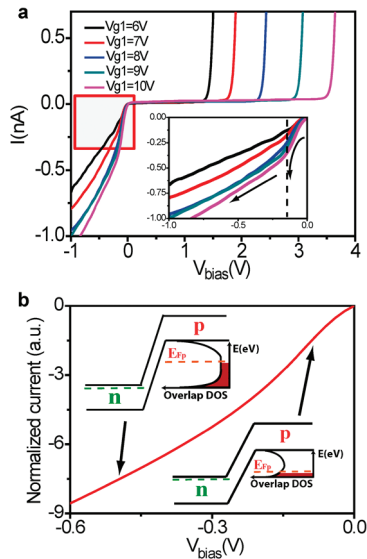 a
Vg1=6V
Vg1=7V
Vg1=8V
Vg1=9V
Vg1=10V
I(nA)
0.0
-0.5
-1.0
0.00
-0.25
-0.50
-0.75
-1.00
-1.0
-0.5
0.0
-1 0 1 2 3 4
Vbias(V)
b
Normalized current (a.u.)
0
-3
-6
-9
p
EFp
E(eV)
n
Overlap DOS
p
E(eV)
EFp
n
Overlap DOS
-0.6 -0.3 0.0
Vbias(V)